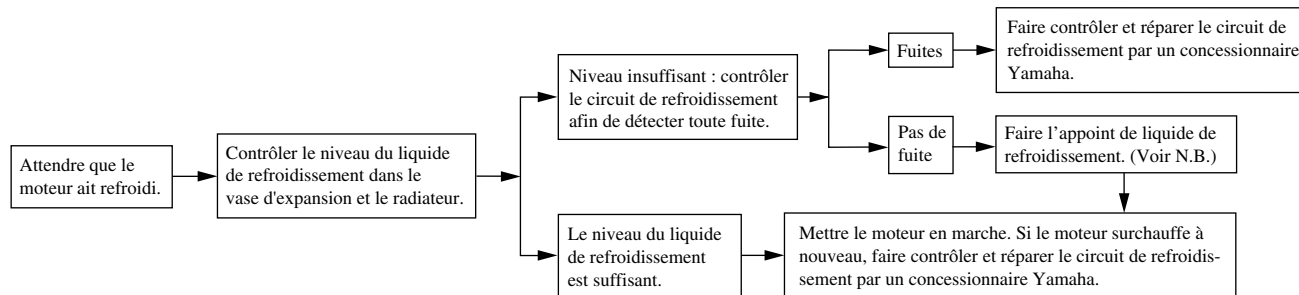 Attendre que le
moteur ait refroidi.
Contrôler le niveau du liquide
de refroidissement dans le
vase d'expansion et le radiateur.
Niveau insuffisant : contrôler
le circuit de refroidissement
afin de détecter toute fuite.
Fuites
Faire contrôler et réparer le circuit de
refroidissement par un concessionnaire
Yamaha.
Pas de
fuite
Faire l’appoint de liquide de
refroidissement. (Voir N.B.)
Le niveau du liquide
de refroidissement
est suffisant.
Mettre le moteur en marche. Si le moteur surchauffe à
nouveau, faire contrôler et réparer le circuit de refroidis-
sement par un concessionnaire Yamaha.